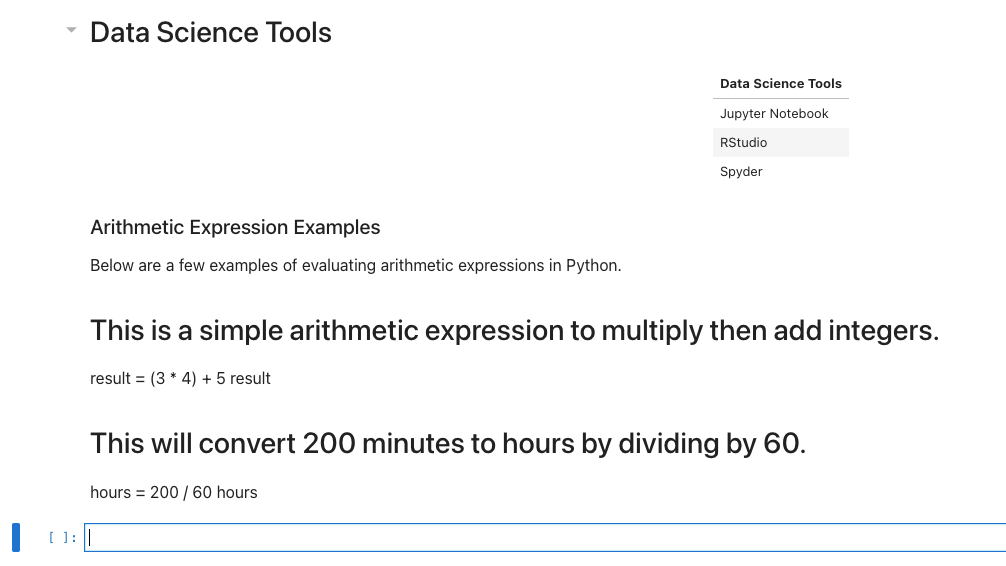 Data Science Tools
Data Science Tools
Jupyter Notebook
RStudio
Spyder
Arithmetic Expression Examples
Below are a few examples of evaluating arithmetic expressions in Python.
This is a simple arithmetic expression to multiply then add integers.
result = (3 * 4) + 5 result
This will convert 200 minutes to hours by dividing by 60.
hours = 200 / 60 hours
[ ]: